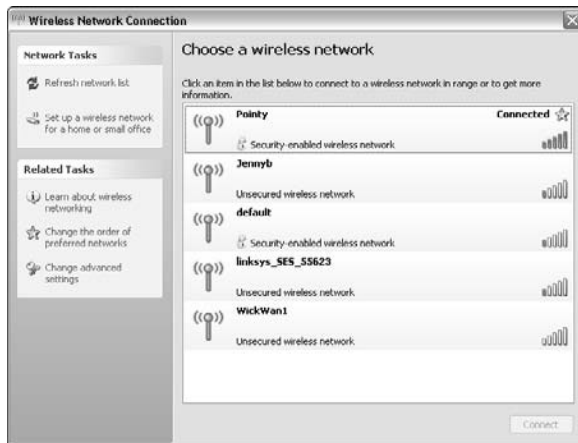 Wireless Network Connection
Network Tasks
Refresh network list
Set up a wireless network
for a home or small office
Related Tasks
Learn about wireless
networking
Change the order of
preferred networks
Change advanced
settings
Choose a wireless network
Click an item in the list below to connect to a wireless network in range or to get more
information.
Pointy Connected
Security-enabled wireless network
Jennyb
Unsecured wireless network
default
Security-enabled wireless network
linksys_SES_55623
Unsecured wireless network
WickWan1
Unsecured wireless network
Connect